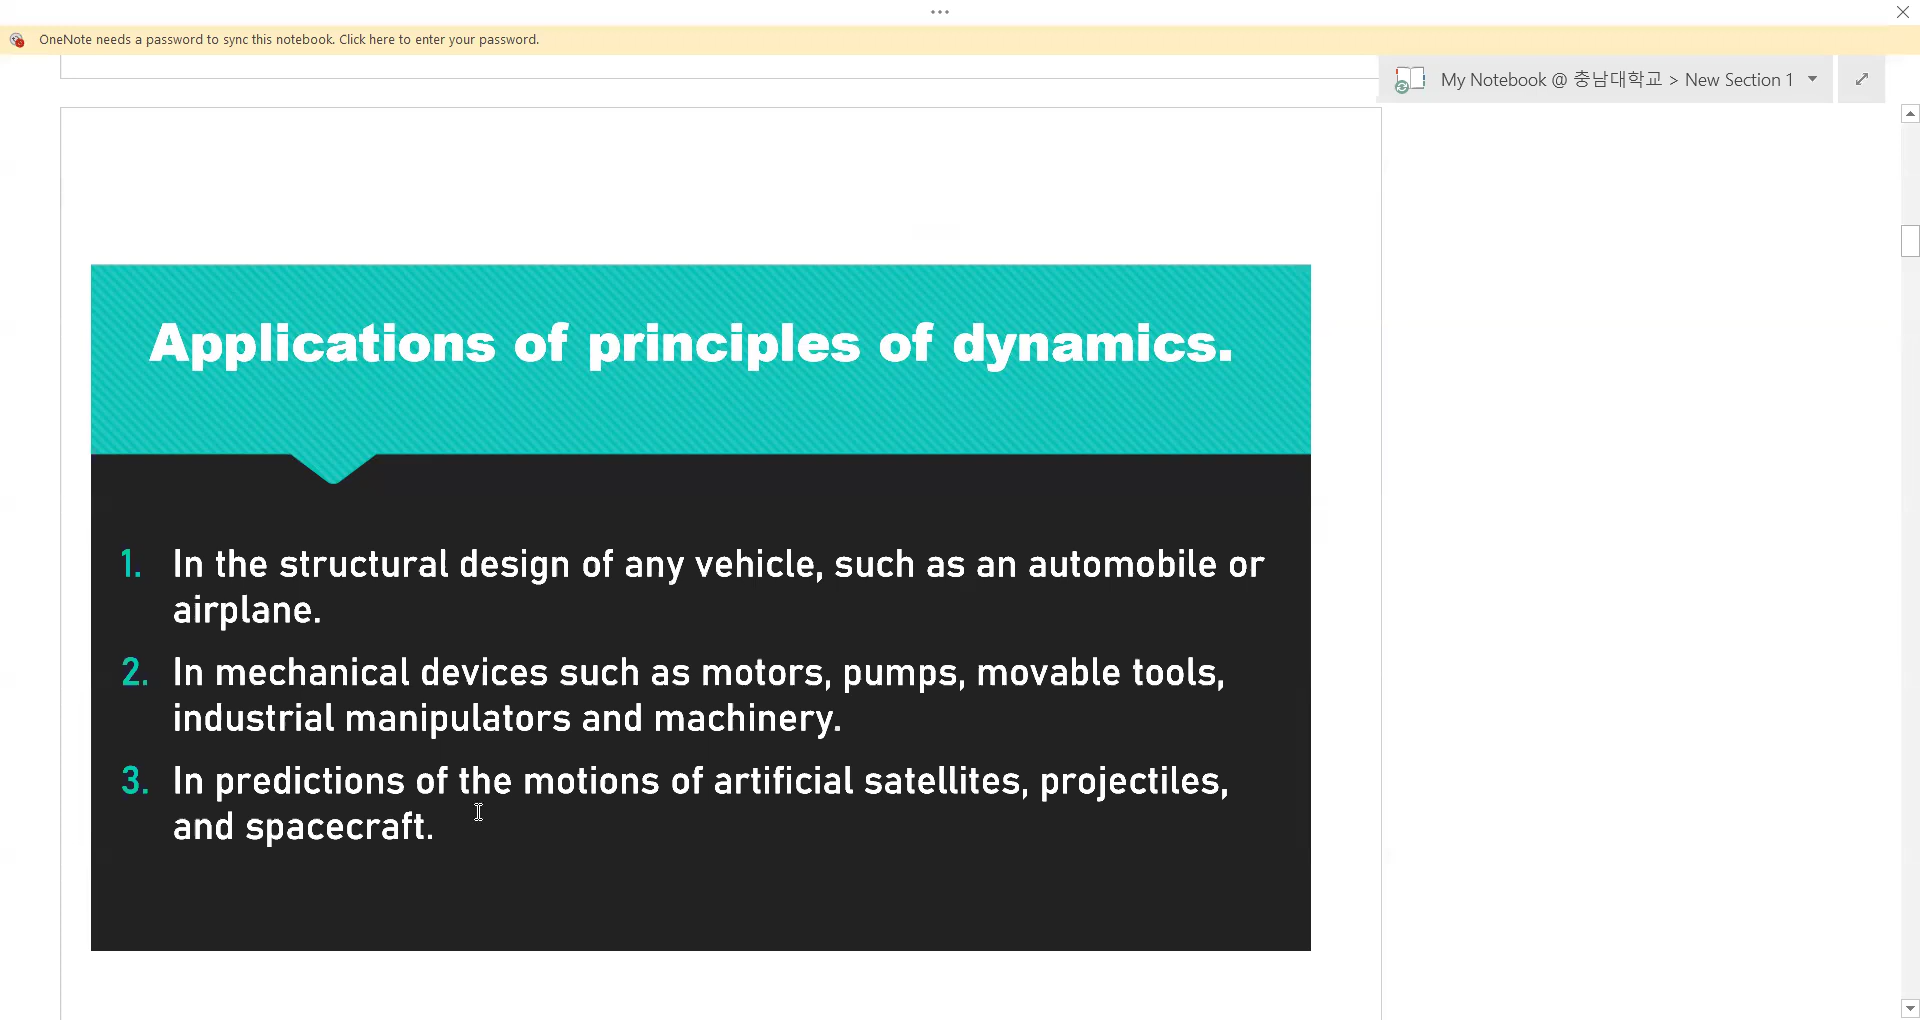 OneNote needs a password to sync this notebook. Click here to enter your password.
My Notebook @ 충남대학교 > New Section 1
Applications of principles of dynamics.
1. In the structural design of any vehicle, such as an automobile or
airplane.
2. In mechanical devices such as motors, pumps, movable tools,
industrial manipulators and machinery.
3. In predictions of the motions of artificial satellites, projectiles,
and spacecraft.